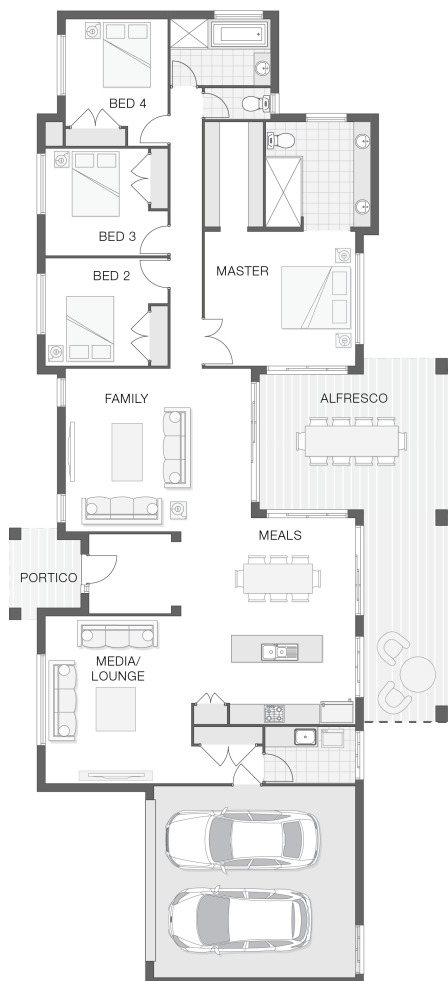 BED 4
BED 3
BED 2
MASTER
FAMILY
ALFRESCO
MEALS
PORTICO
MEDIA/
LOUNGE